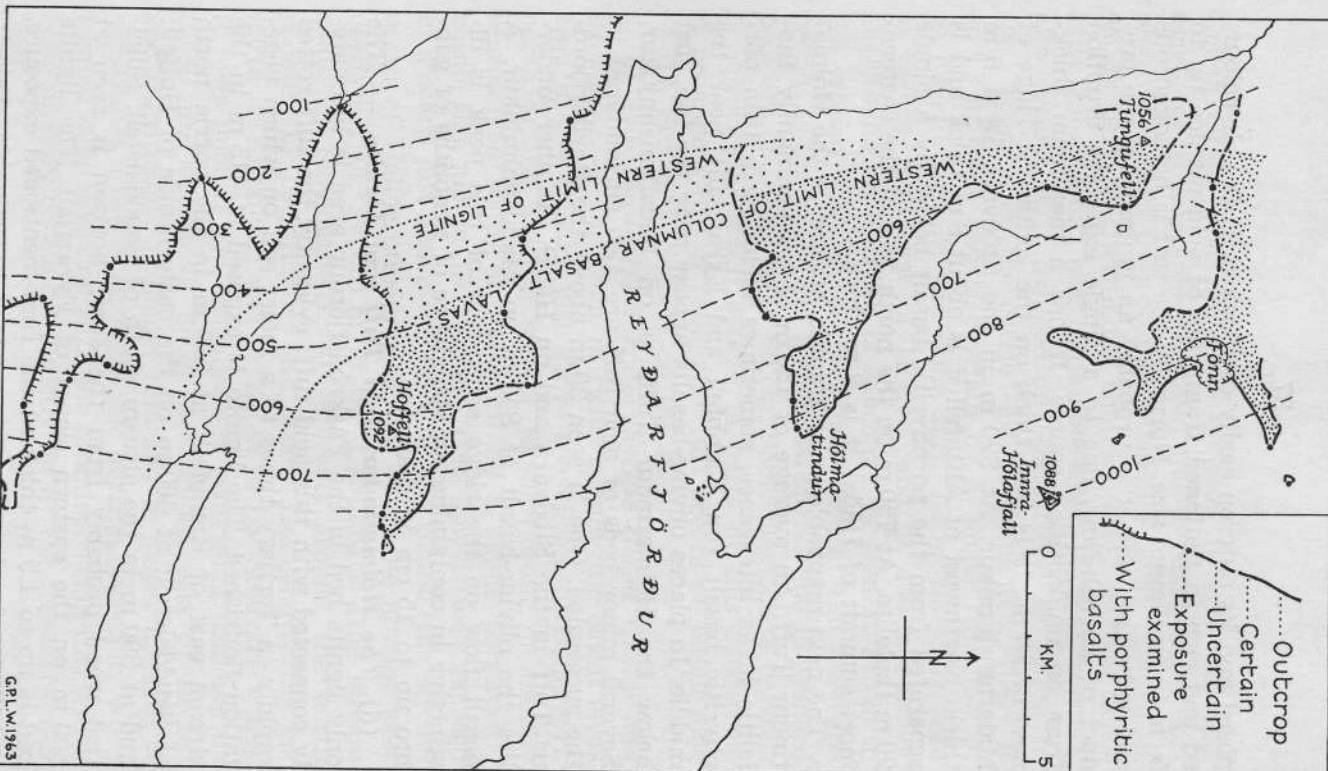 Outcrop
Certain
Uncertain
Exposure
examined
With porphyritic
basalts
0
KM.
5
N
1056
Tungufell
Fönn
1088
Innra-
Hólafjall
Hólma-
tindur
REYÐARFJÖRÐUR
Hoffell
1092
WESTERN LIMIT OF LIGNITE
WESTERN LIMIT OF COLUMNAR BASALT LAVAS
100
200
300
400
500
600
700
600
700
800
900
1000
G.P.L.W.1963